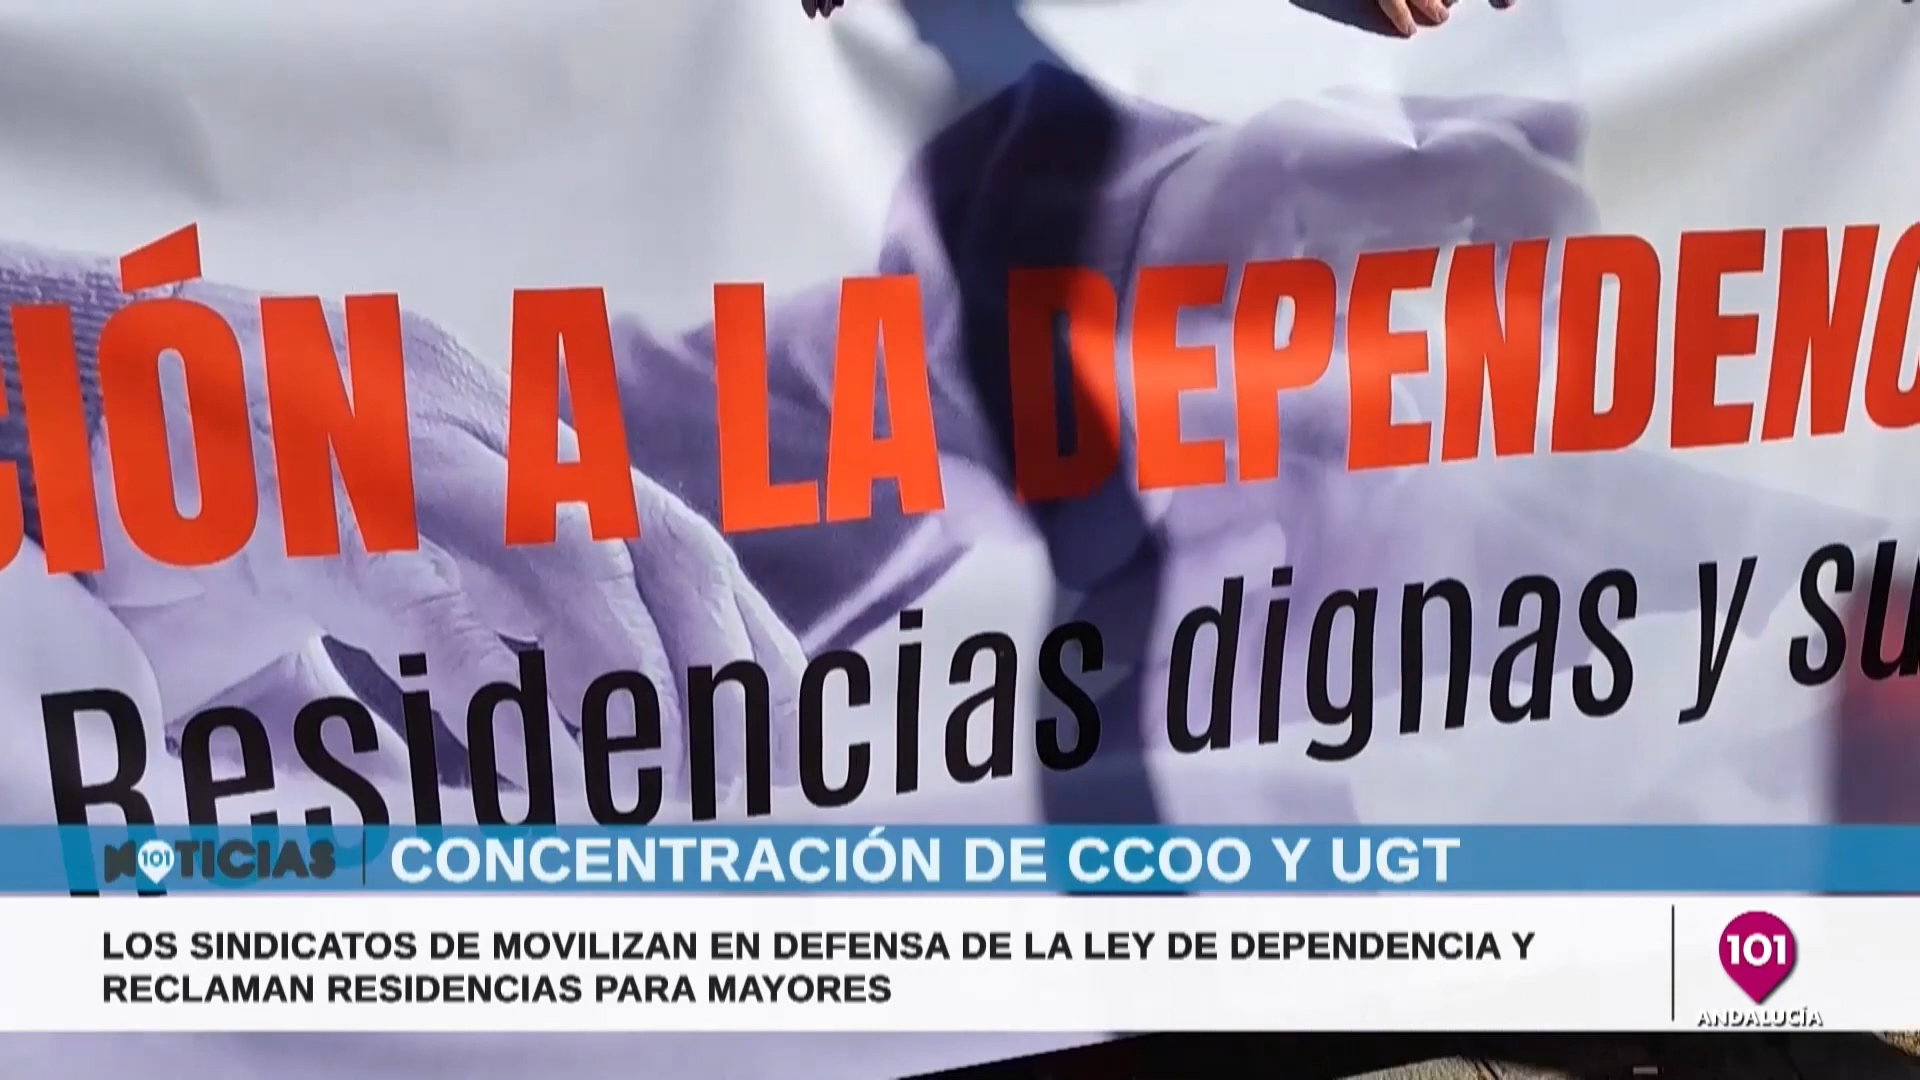 CIÓN A LA DEPENDENC
Residencias dignas y su
NOTICIAS
101
CONCENTRACIÓN DE CCOO Y UGT
LOS SINDICATOS DE MOVILIZAN EN DEFENSA DE LA LEY DE DEPENDENCIA Y
RECLAMAN RESIDENCIAS PARA MAYORES
101
ANDALUCÍA